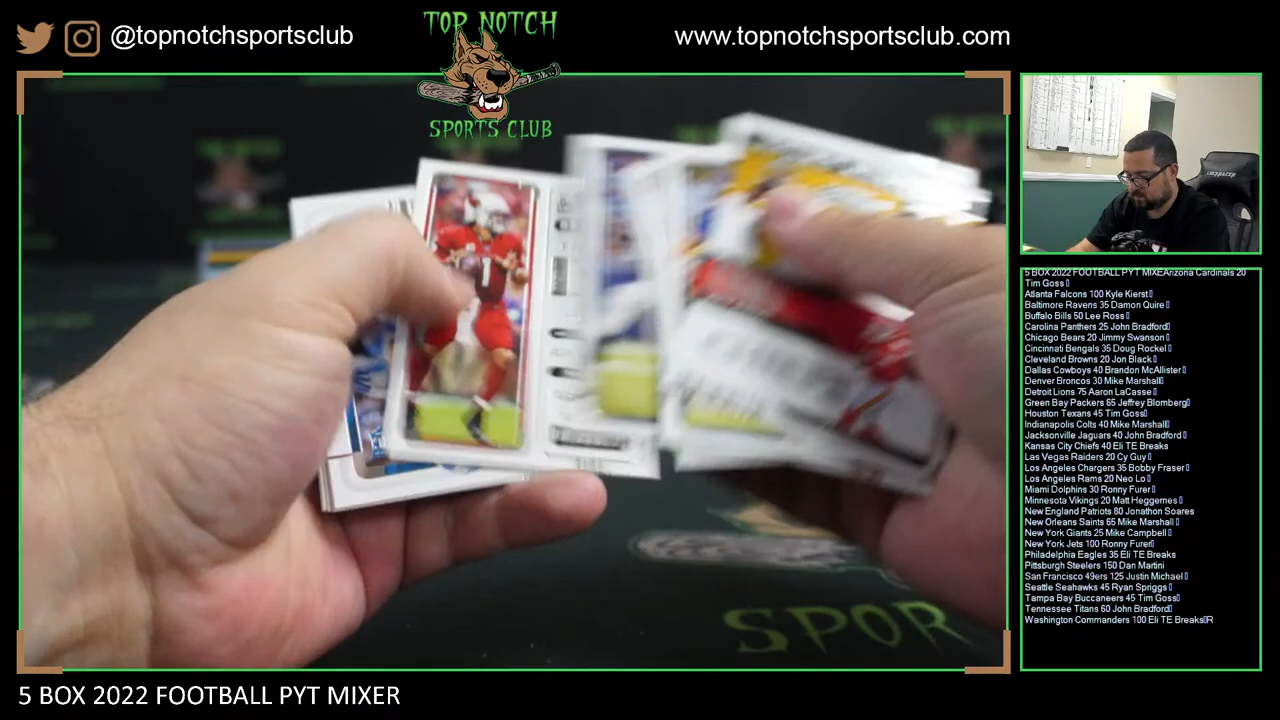 @topnotchsportsclub
TOP NOTCH
SPORTS CLUB
www.topnotchsportsclub.com
SPOR
5 BOX 2022 FOOTBALL PYT MIXEArizona Cardinals 20
Tim Goss
Atlanta Falcons 100 Kyle Kierst
Baltimore Ravens 35 Damon Quire
Buffalo Bills 50 Lee Ross
Carolina Panthers 25 John Bradford
Chicago Bears 20 Jimmy Swanson
Cincinnati Bengals 35 Doug Rockel
Cleveland Browns 20 Jon Black
Dallas Cowboys 40 Brandon McAllister
Denver Broncos 30 Mike Marshall
Detroit Lions 75 Aaron LaCasse
Green Bay Packers 65 Jeffrey Blomberg
Houston Texans 45 Tim Goss
Indianapolis Colts 40 Mike Marshall
Jacksonville Jaguars 40 John Bradford
Kansas City Chiefs 40 Eli TE Breaks
Las Vegas Raiders 20 Cy Guy
Los Angeles Chargers 35 Bobby Fraser
Los Angeles Rams 20 Neo Lo
Miami Dolphins 30 Ronny Furer
Minnesota Vikings 20 Matt Heggernes
New England Patriots 80 Jonathon Soares
New Orleans Saints 65 Mike Marshall
New York Giants 25 Mike Campbell
New York Jets 100 Ronny Furer
Philadelphia Eagles 35 Eli TE Breaks
Pittsburgh Steelers 150 Dan Martini
San Francisco 49ers 125 Justin Michael
Seattle Seahawks 45 Ryan Spriggs
Tampa Bay Buccaneers 45 Tim Goss
Tennessee Titans 60 John Bradford
Washington Commanders 100 Eli TE Breaks R
5 BOX 2022 FOOTBALL PYT MIXER